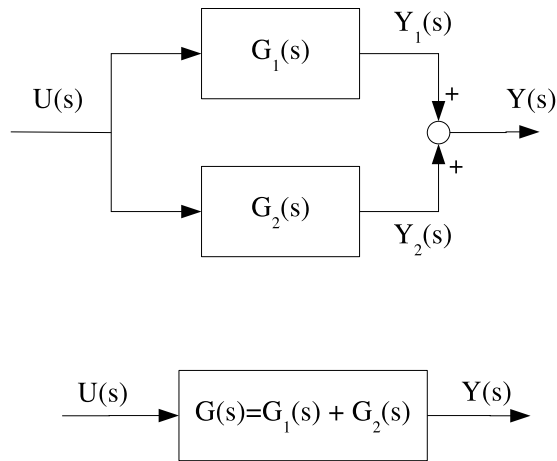 Y₁(s)
G₁(s)
U(s)
+
Y(s)
+
G₂(s)
Y₂(s)
U(s)
G(s)=G₁(s) + G₂(s)
Y(s)